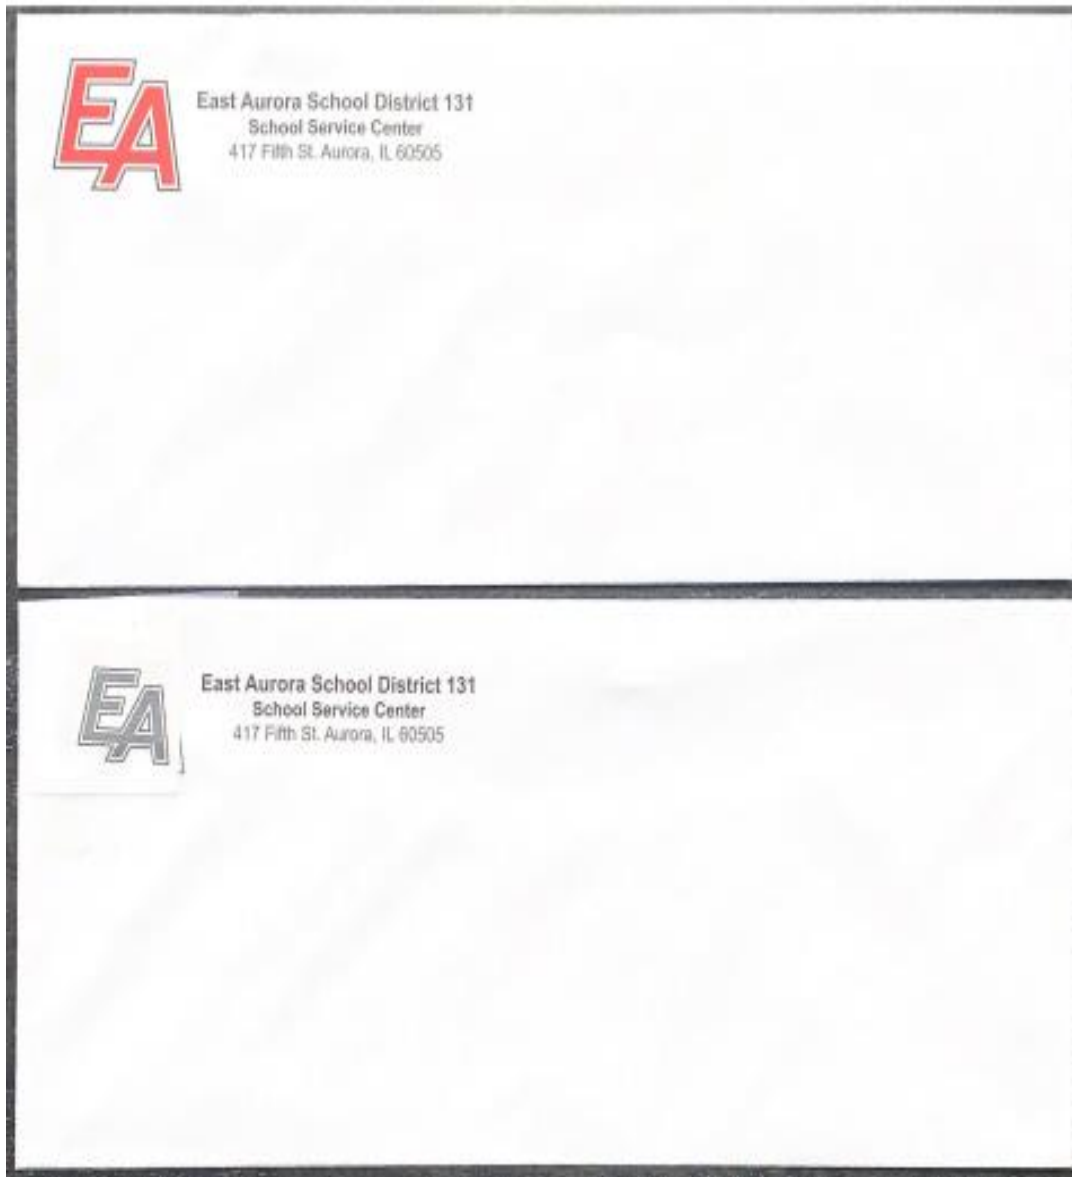 EA
East Aurora School District 131
School Service Center
417 Fifth St. Aurora, IL 60505
EA
East Aurora School District 131
School Service Center
417 Fifth St. Aurora, IL 60505